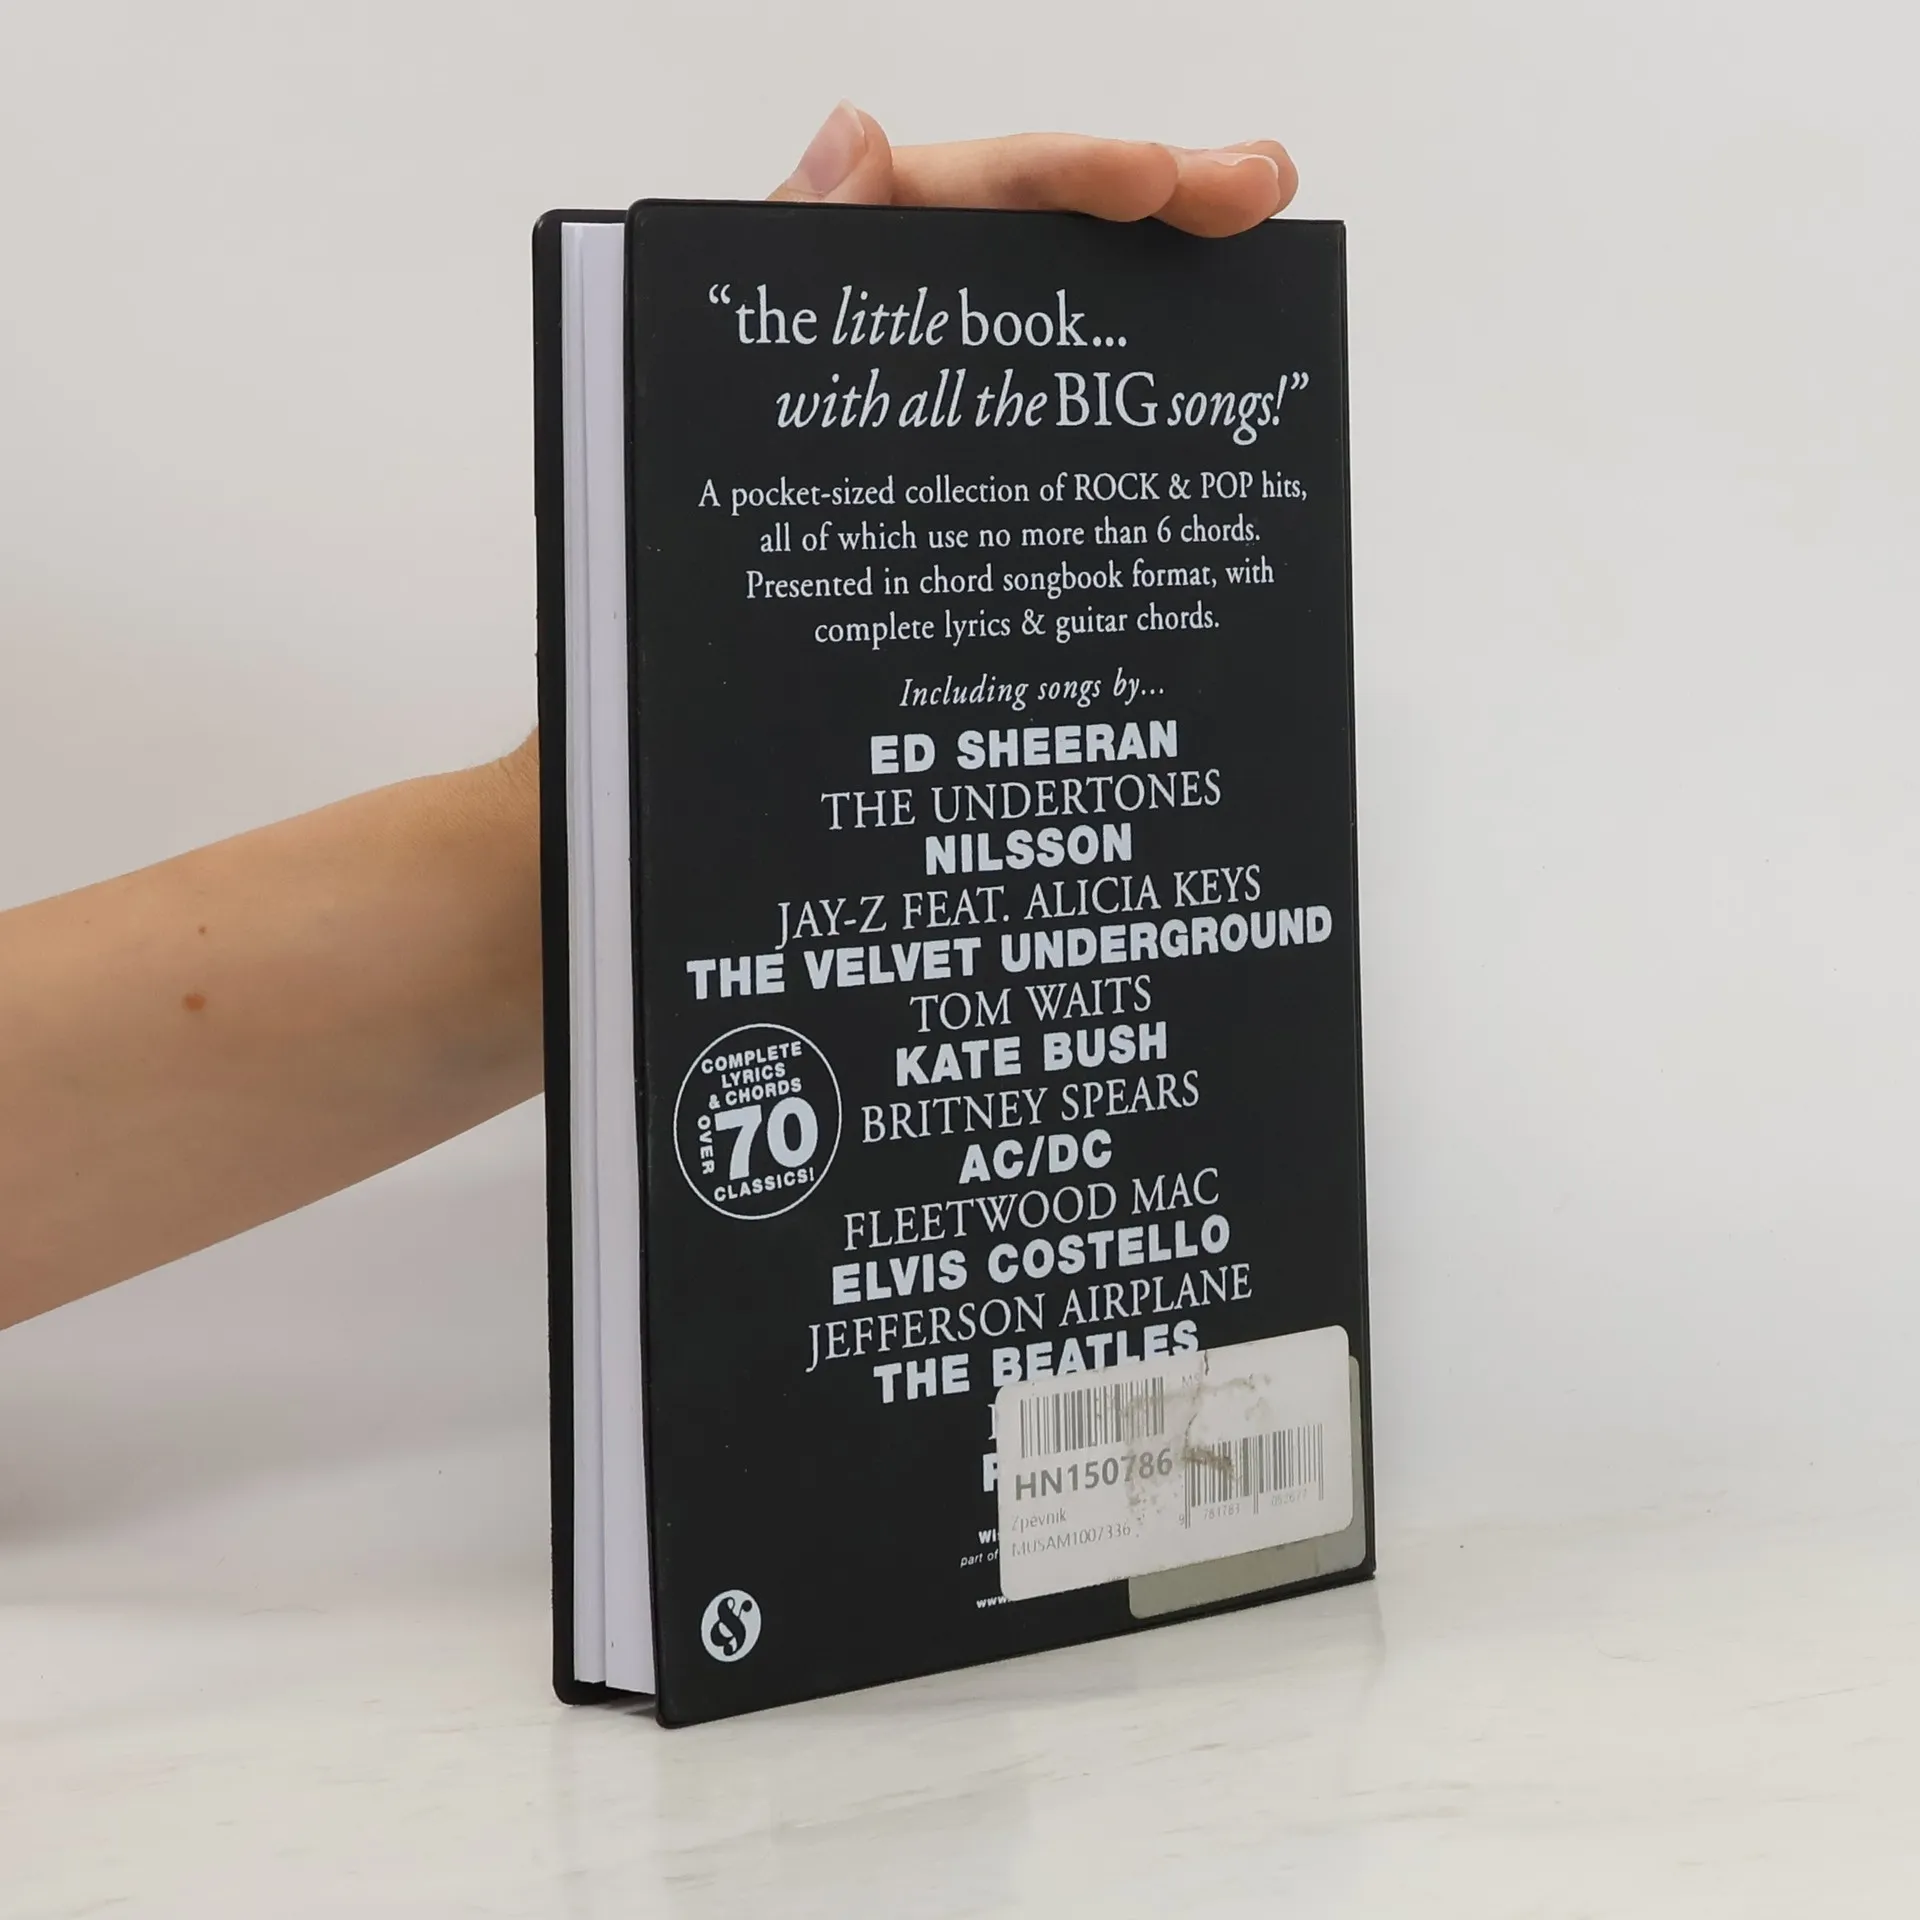 “the little book...
with all the BIG songs!”
A pocket-sized collection of ROCK & POP hits,
all of which use no more than 6 chords.
Presented in chord songbook format, with
complete lyrics & guitar chords.
Including songs by...
ED SHEERAN
THE UNDERTONES
NILSSON
JAY-Z FEAT. ALICIA KEYS
THE VELVET UNDERGROUND
TOM WAITS
KATE BUSH
BRITNEY SPEARS
AC/DC
FLEETWOOD MAC
ELVIS COSTELLO
JEFFERSON AIRPLANE
THE BEATLES
COMPLETE
LYRICS
& CHORDS
OVER
70
CLASSICS!
HN150786
Zpěvník
MUSAM1007336
part of
www.